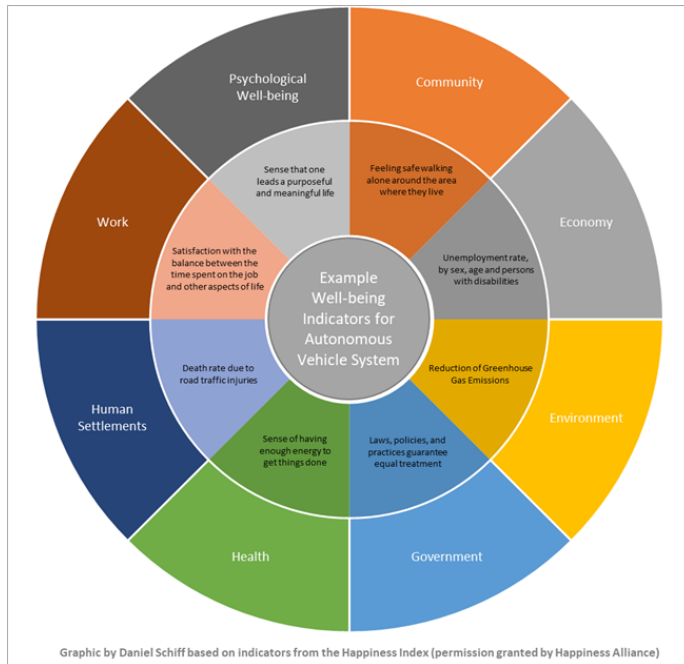 Psychological
Well-being
Community
Sense that one
leads a purposeful
and meaningful life
Feeling safe walking
alone around the area
where they live
Work
Economy
Satisfaction with the
balance between the
time spent on the job
and other aspects of life
Unemployment rate,
by sex, age and persons
with disabilities
Example
Well-being
Indicators for
Autonomous
Vehicle System
Death rate due to
road traffic injuries
Reduction of Greenhouse
Gas Emissions
Human
Settlements
Environment
Sense of having
enough energy to
get things done
Laws, policies, and
practices guarantee
equal treatment
Health
Government
Graphic by Daniel Schiff based on indicators from the Happiness Index (permission granted by Happiness Alliance)